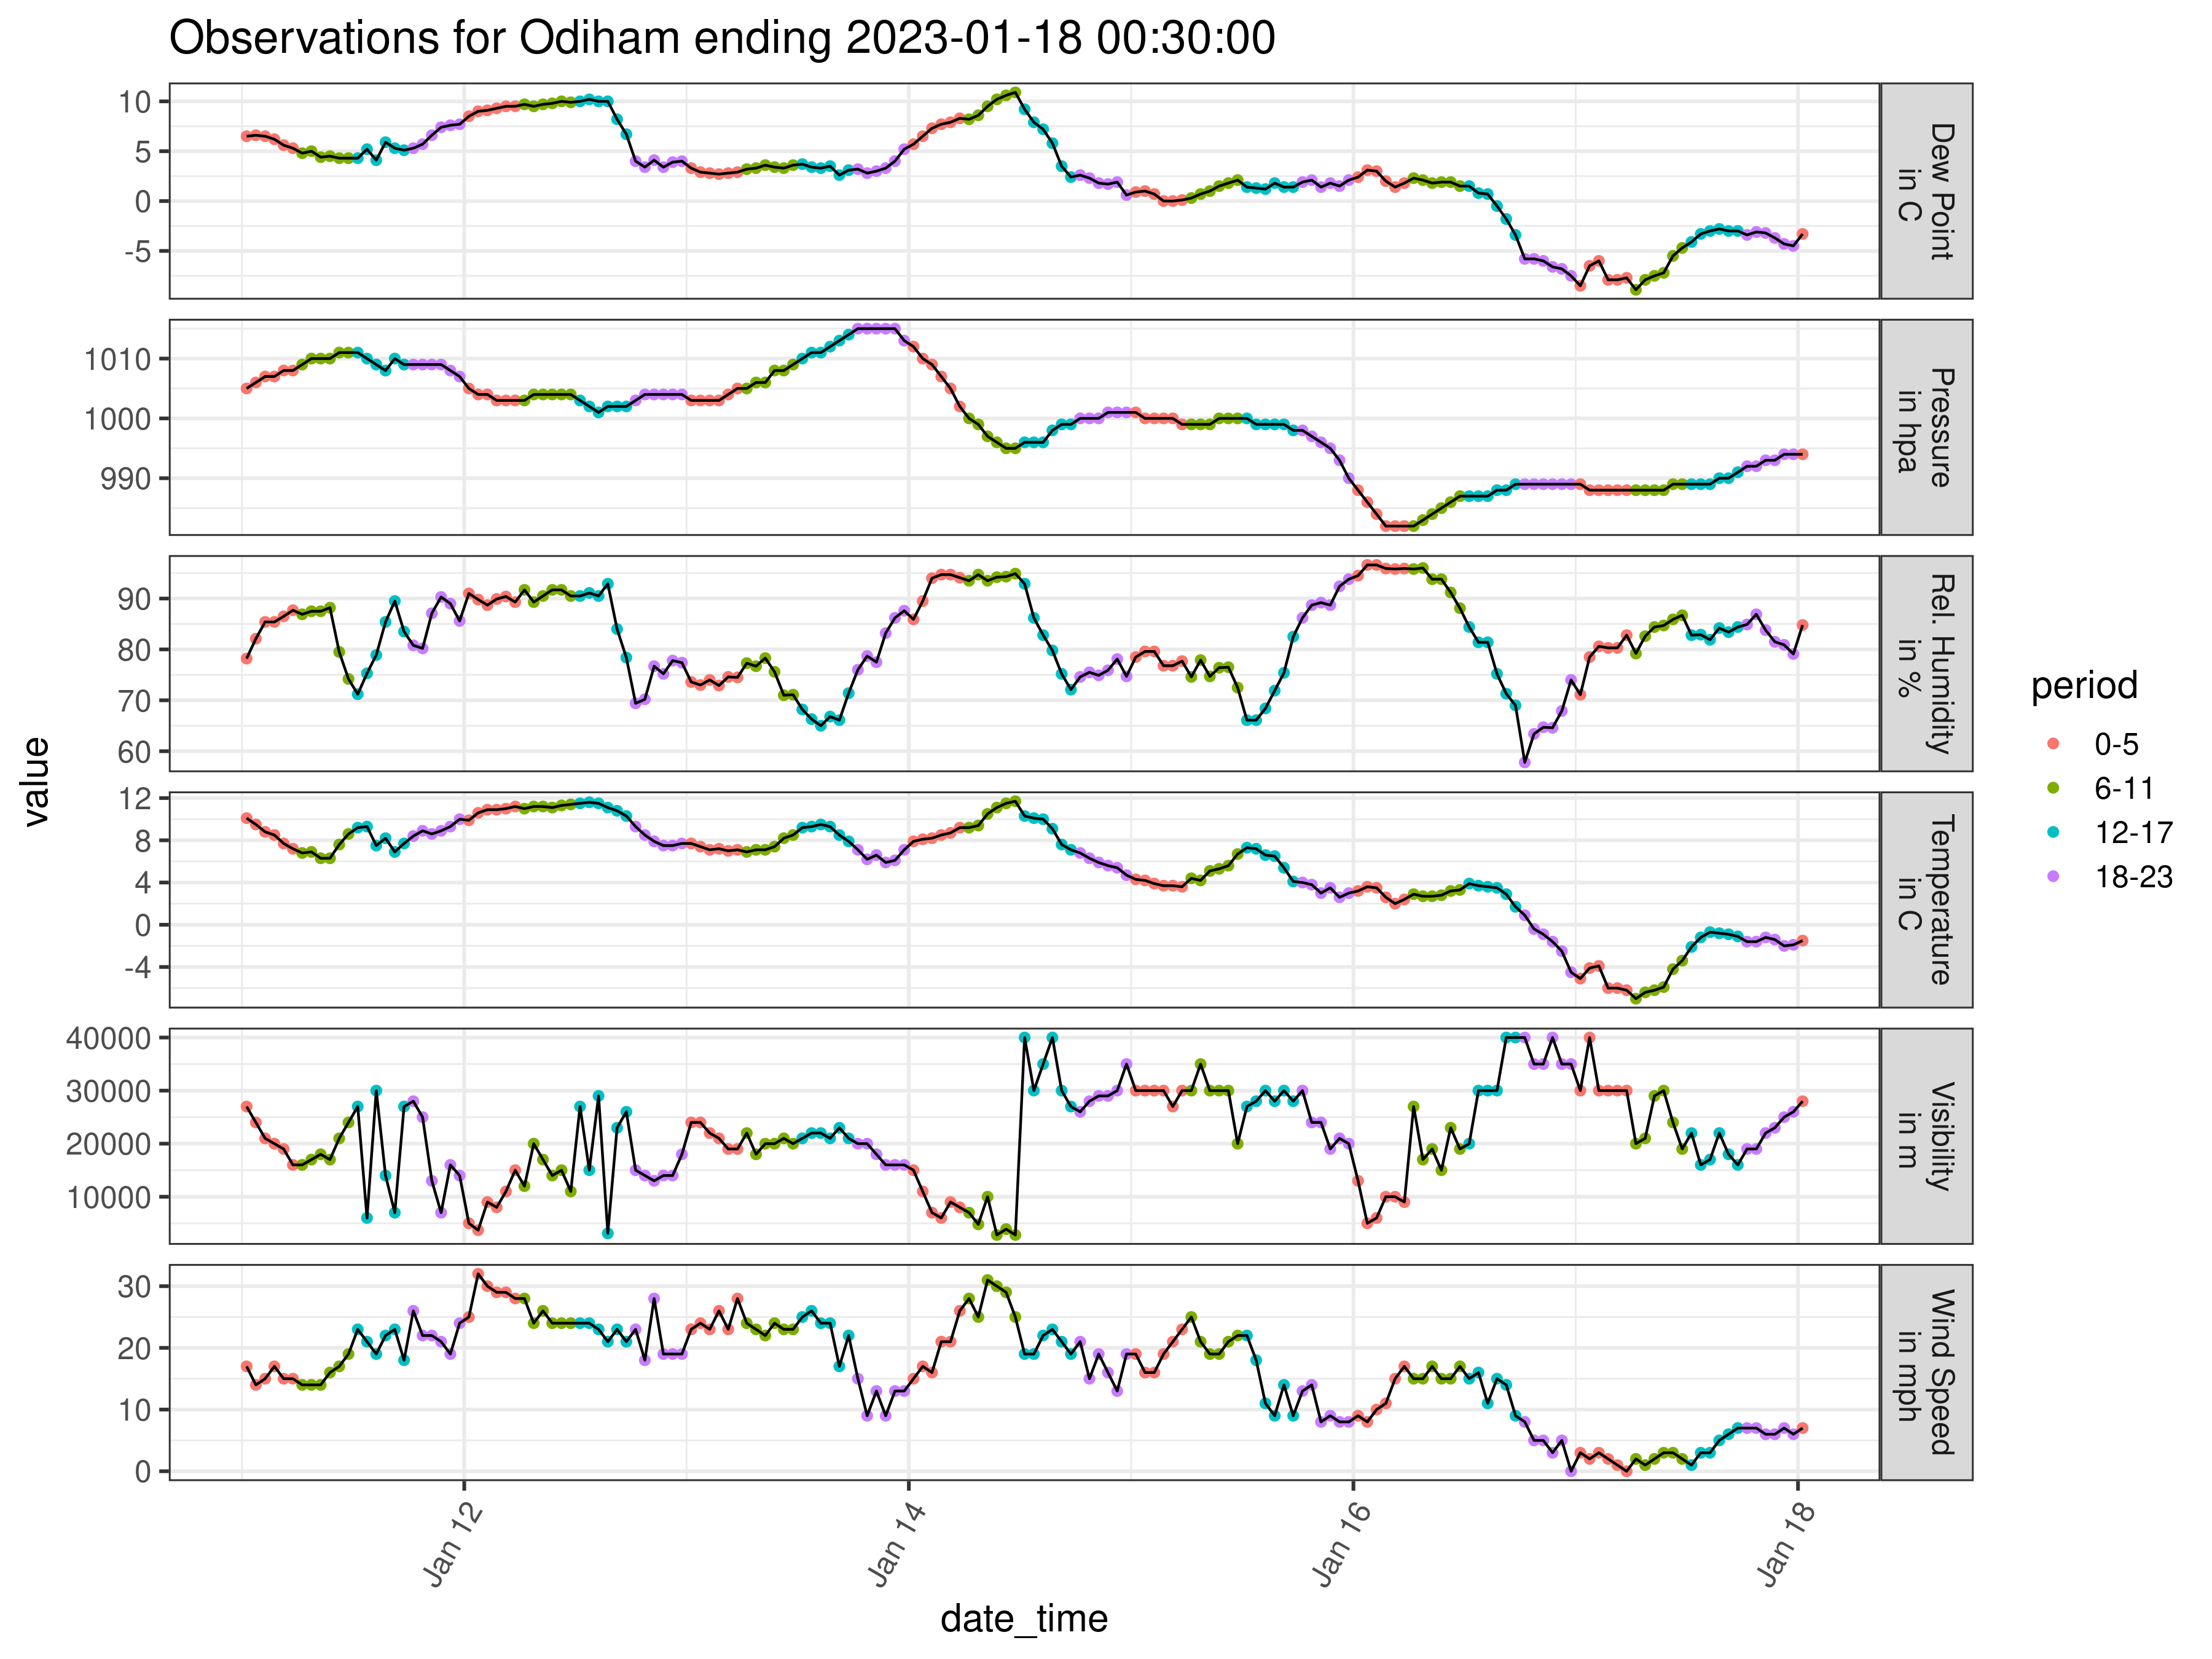 Observations for Odiham ending 2023-01-18 00:30:00
value
10
5
0
-5
Dew Point
in C
1010
1000
990
Pressure
in hpa
90
80
70
60
Rel. Humidity
in %
12
8
4
0
-4
Temperature
in C
40000
30000
20000
10000
Visibility
in m
30
20
10
0
Wind Speed
in mph
Jan 12
Jan 14
Jan 16
Jan 18
date_time
period
0-5
6-11
12-17
18-23